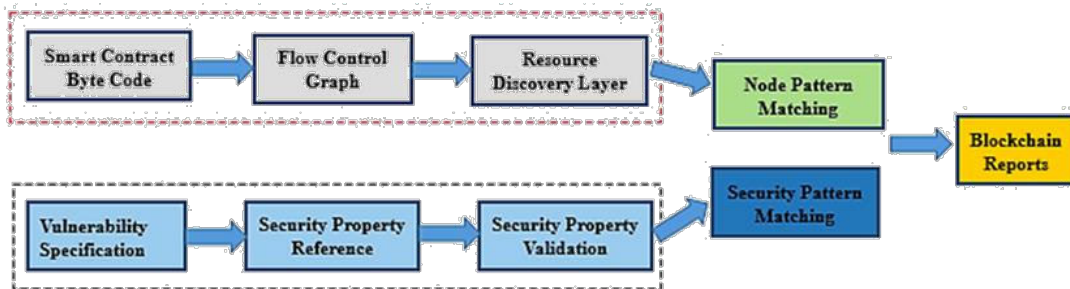 Smart Contract
Byte Code
Flow Control
Graph
Resource
Discovery Layer
Node Pattern
Matching
Blockchain
Reports
Vulnerability
Specification
Security Property
Reference
Security Property
Validation
Security Pattern
Matching